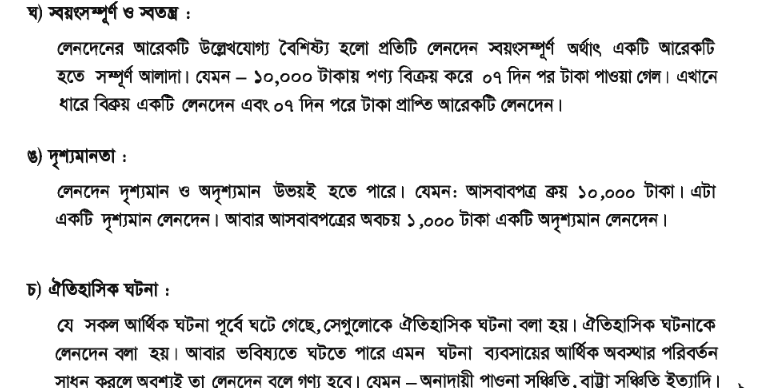 ঘ) স্বয়ংসম্পূর্ণ ও স্বতন্ত্র :
লেনদেনের আরেকটি উল্লেখযোগ্য বৈশিষ্ট্য হলো প্রতিটি লেনদেন স্বয়ংসম্পূর্ণ অর্থাৎ একটি আরেকটি
হতে সম্পূর্ণ আলাদা। যেমন – ১০,০০০ টাকায় পণ্য বিক্রয় করে ০৭ দিন পর টাকা পাওয়া গেল। এখানে
ধারে বিক্রয় একটি লেনদেন এবং ০৭ দিন পরে টাকা প্রাপ্তি আরেকটি লেনদেন।
ঙ) দৃশ্যমানতা :
লেনদেন দৃশ্যমান ও অদৃশ্যমান উভয়ই হতে পারে। যেমন: আসবাবপত্র ক্রয় ১০,০০০ টাকা। এটা
একটি দৃশ্যমান লেনদেন। আবার আসবাবপত্রের অবচয় ১,০০০ টাকা একটি অদৃশ্যমান লেনদেন।
চ) ঐতিহাসিক ঘটনা :
যে সকল আর্থিক ঘটনা পূর্বে ঘটে গেছে, সেগুলোকে ঐতিহাসিক ঘটনা বলা হয়। ঐতিহাসিক ঘটনাকে
লেনদেন বলা হয়। আবার ভবিষ্যতে ঘটতে পারে এমন ঘটনা ব্যবসায়ের আর্থিক অবস্থার পরিবর্তন
সাধন করলে অবশ্যই তা লেনদেন বলে গণ্য হবে। যেমন – অনাদায়ী পাওনা সঞ্চিতি, বাট্টা সঞ্চিতি ইত্যাদি।